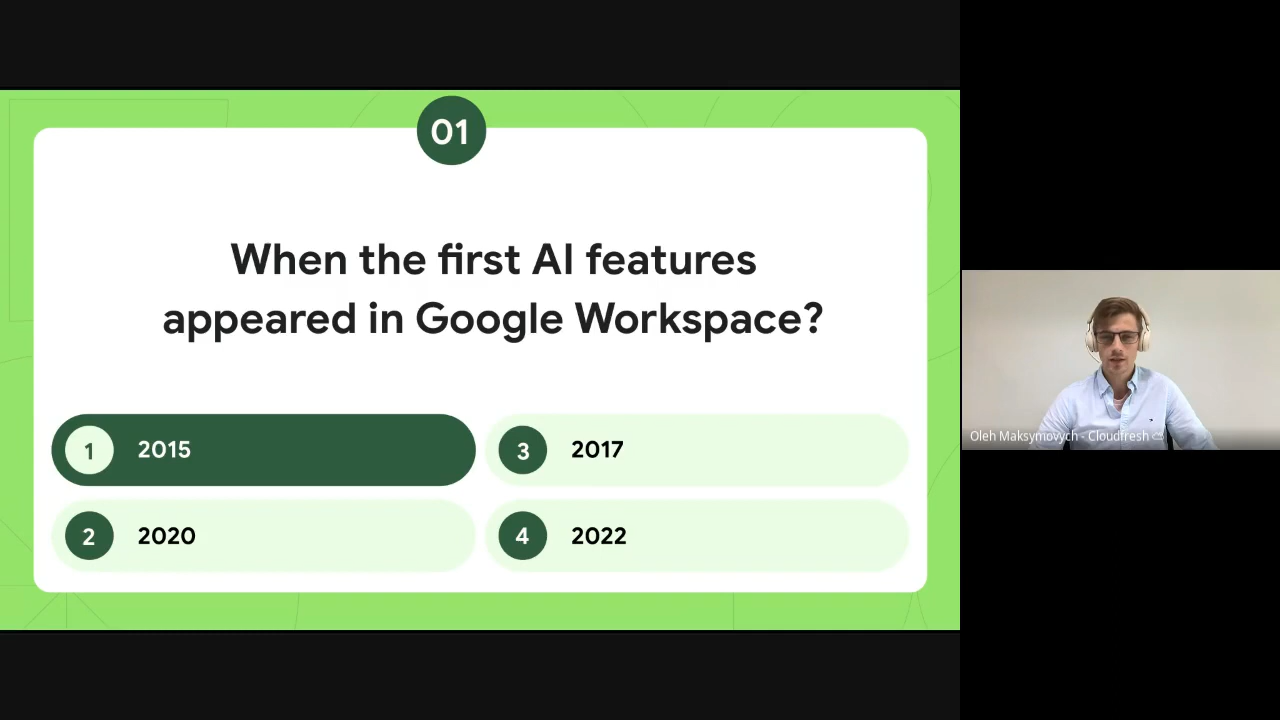 01
When the first AI features
appeared in Google Workspace?
1 2015
3 2017
2 2020
4 2022
Oleh Maksymovych - Cloudfresh